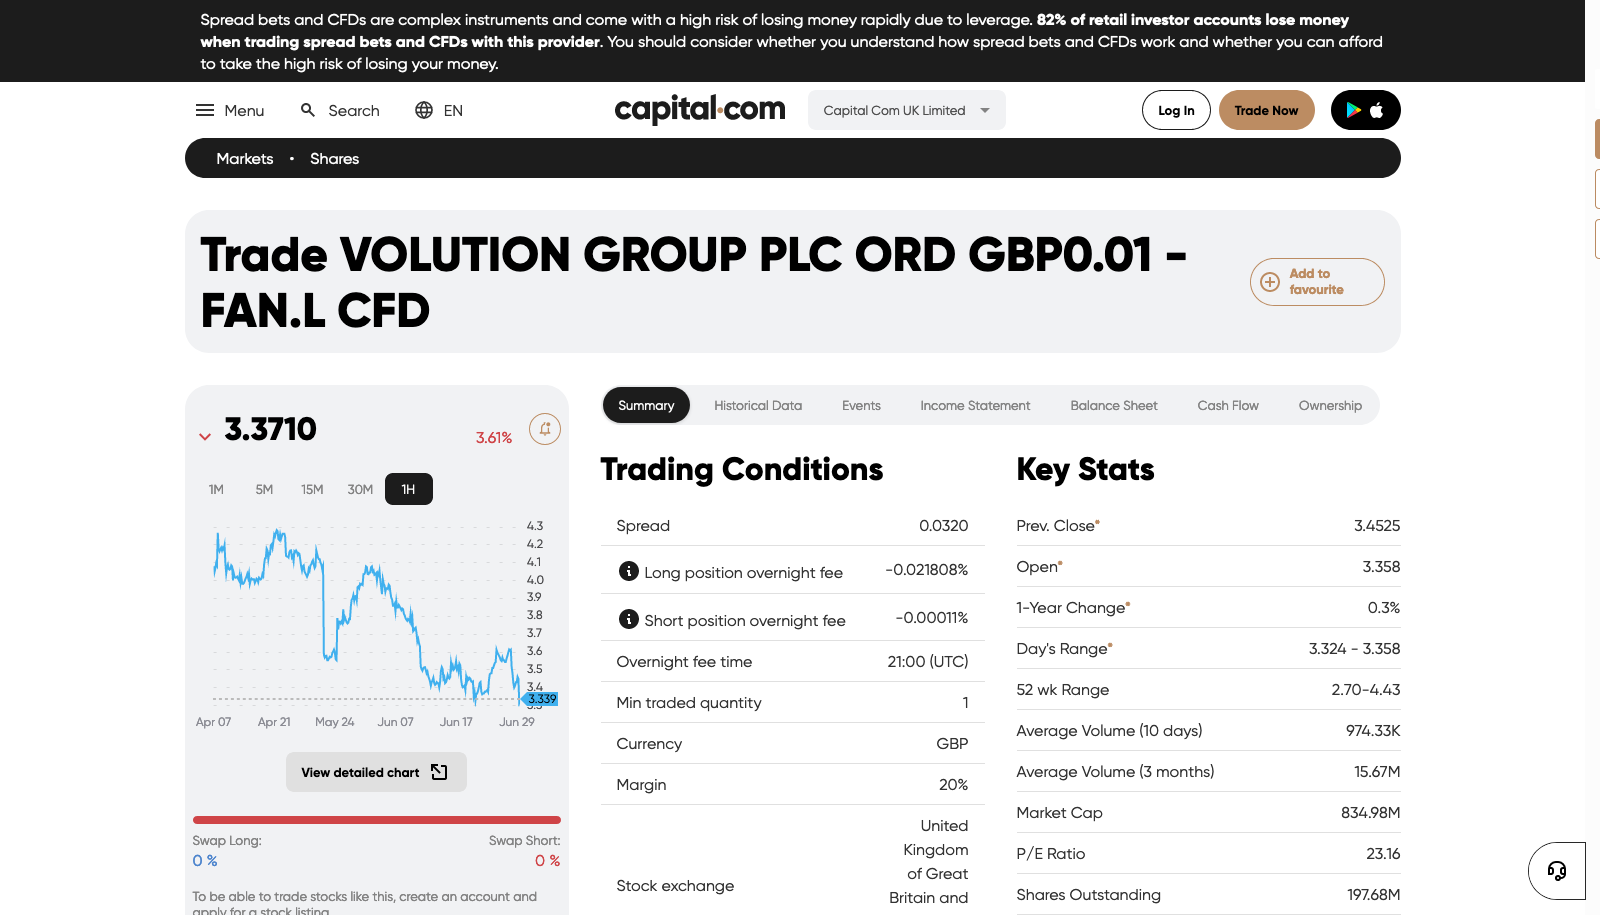 Spread bets and CFDs are complex instruments and come with a high risk of losing money rapidly due to leverage. 82% of retail investor accounts lose money
when trading spread bets and CFDs with this provider. You should consider whether you understand how spread bets and CFDs work and whether you can afford
to take the high risk of losing your money.
Menu
Search
EN
capital.com
Capital Com UK Limited
Log In
Trade Now
Markets • Shares
Trade VOLUTION GROUP PLC ORD GBP0.01 -
FAN.L CFD
Add to
favourite
3.3710
3.61%
1M 5M 15M 30M 1H
4.3
4.2
4.1
4.0
3.9
3.8
3.7
3.6
3.5
3.4
3.339
3.3
Apr 07 Apr 21 May 24 Jun 07 Jun 17 Jun 29
View detailed chart
Swap Long: Swap Short:
0 % 0 %
To be able to trade stocks like this, create an account and
apply for a stock listing
Summary Historical Data Events Income Statement Balance Sheet Cash Flow Ownership
Trading Conditions
Spread 0.0320
Long position overnight fee -0.021808%
Short position overnight fee -0.00011%
Overnight fee time 21:00 (UTC)
Min traded quantity 1
Currency GBP
Margin 20%
Stock exchange United
Kingdom
of Great
Britain and
Key Stats
Prev. Close* 3.4525
Open* 3.358
1-Year Change* 0.3%
Day's Range* 3.324 - 3.358
52 wk Range 2.70-4.43
Average Volume (10 days) 974.33K
Average Volume (3 months) 15.67M
Market Cap 834.98M
P/E Ratio 23.16
Shares Outstanding 197.68M